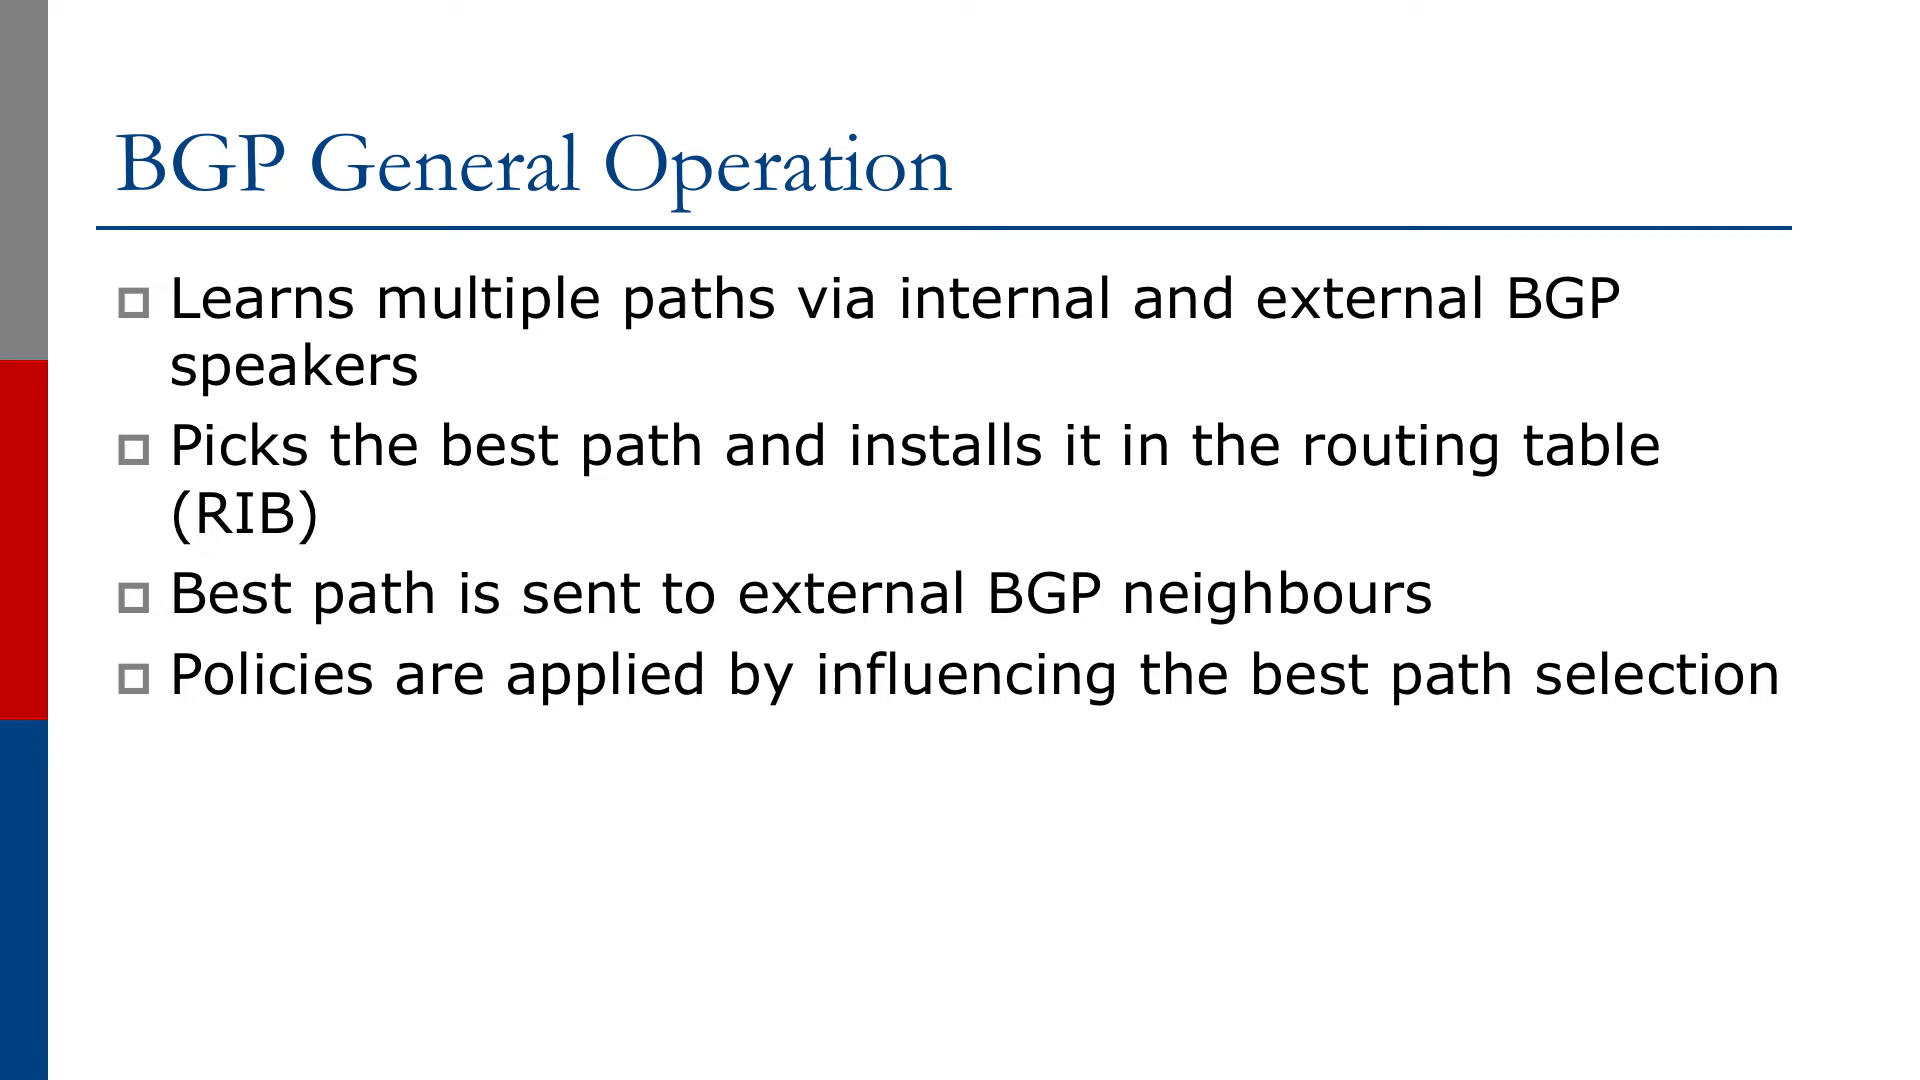 BGP General Operation
Learns multiple paths via internal and external BGP
speakers
Picks the best path and installs it in the routing table
(RIB)
Best path is sent to external BGP neighbours
Policies are applied by influencing the best path selection